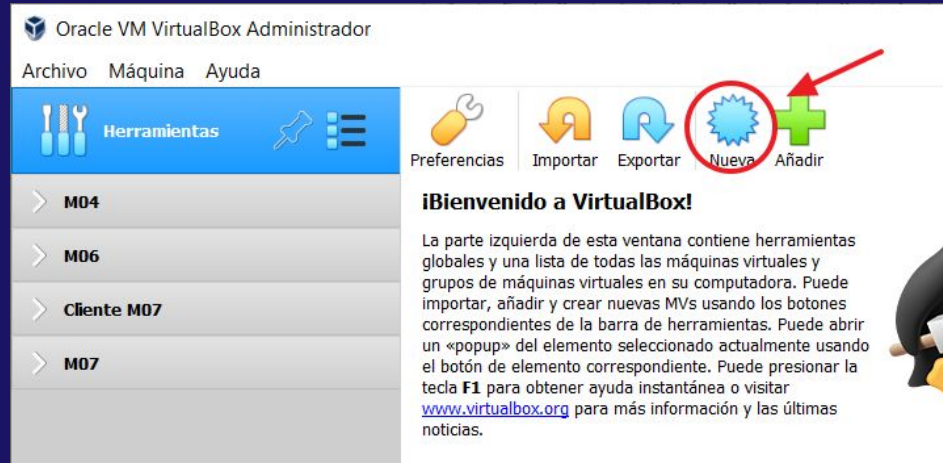 Oracle VM VirtualBox Administrador
Archivo Máquina Ayuda
Herramientas
Preferencias Importar Exportar Nueva Añadir
M04
M06
Cliente M07
M07
¡Bienvenido a VirtualBox!
La parte izquierda de esta ventana contiene herramientas
globales y una lista de todas las máquinas virtuales y
grupos de máquinas virtuales en su computadora. Puede
importar, añadir y crear nuevas MVs usando los botones
correspondientes de la barra de herramientas. Puede abrir
un «popup» del elemento seleccionado actualmente usando
el botón de elemento correspondiente. Puede presionar la
tecla F1 para obtener ayuda instantánea o visitar
www.virtualbox.org para más información y las últimas
noticias.